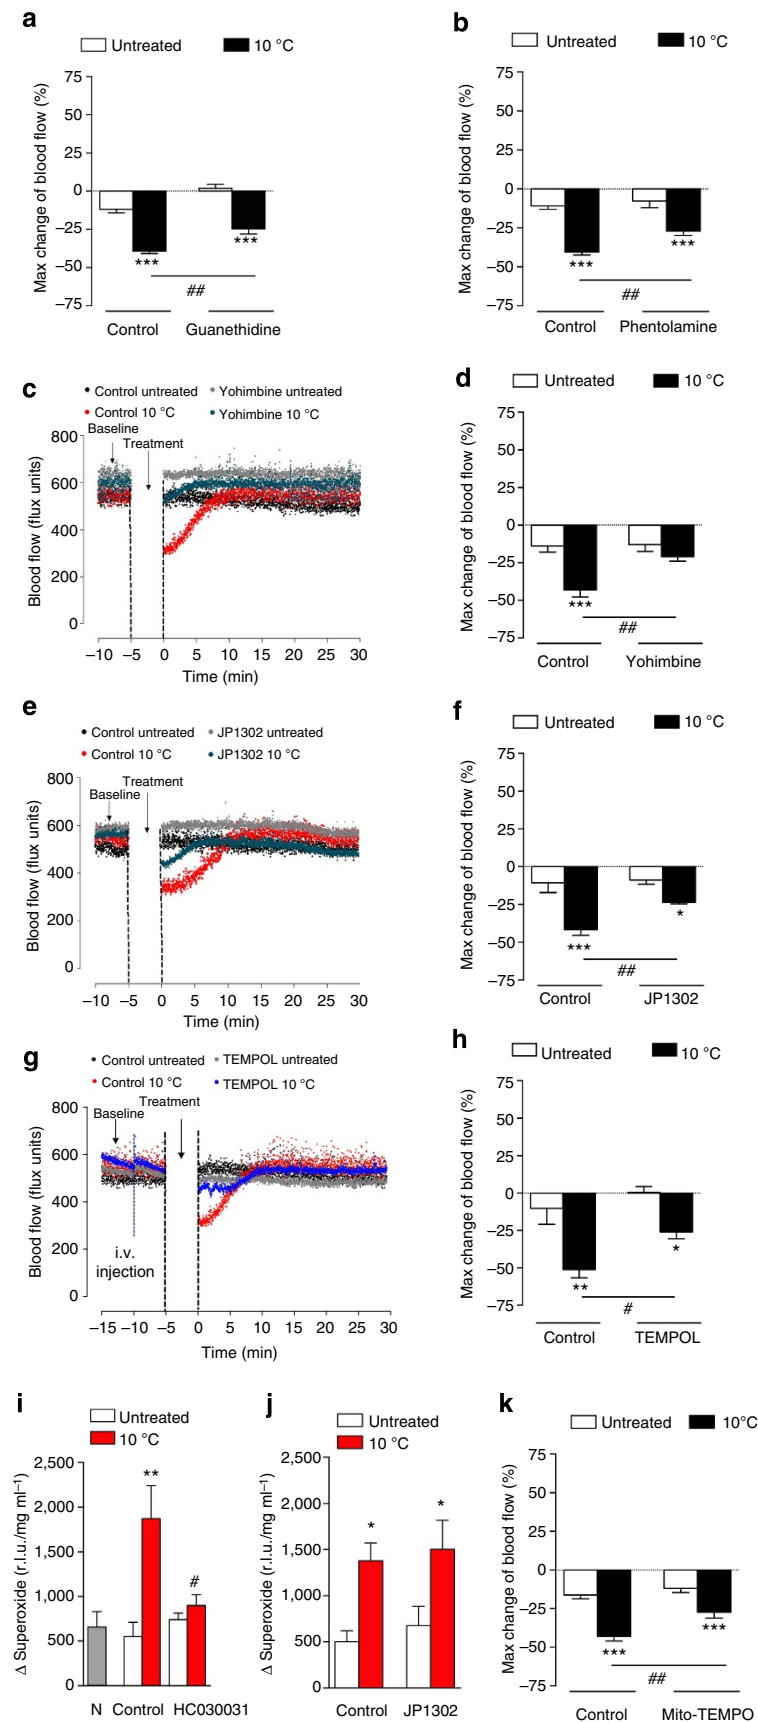 a
Untreated 10 °C
Max change of blood flow (%)
75
50
25
0
–25
–50
–75
***
***
##
Control Guanethidine
b
Untreated 10 °C
Max change of blood flow (%)
75
50
25
0
–25
–50
–75
***
***
##
Control Phentolamine
c
Control untreated Yohimbine untreated
Control 10 °C Yohimbine 10 °C
Baseline
Treatment
Blood flow (flux units)
800
600
400
200
0
–10 –5 0 5 10 15 20 25 30
Time (min)
d
Untreated 10 °C
Max change of blood flow (%)
75
50
25
0
–25
–50
–75
***
##
Control Yohimbine
e
Control untreated JP1302 untreated
Control 10 °C JP1302 10 °C
Treatment
Baseline
Blood flow (flux units)
800
600
400
200
0
–10 –5 0 5 10 15 20 25 30
Time (min)
f
Untreated 10 °C
Max change of blood flow (%)
75
50
25
0
–25
–50
–75
***
*
##
Control JP1302
g
Control untreated TEMPOL untreated
Control 10 °C TEMPOL 10 °C
Treatment
Baseline
Blood flow (flux units)
800
600
400
200
0
i.v.
injection
–15 –10 –5 0 5 10 15 20 25 30
Time (min)
h
Untreated 10 °C
Max change of blood flow (%)
75
50
25
0
–25
–50
–75
**
*
#
Control TEMPOL
i
Untreated
10 °C
Δ Superoxide (r.l.u./mg ml⁻¹)
2,500
2,000
1,500
1,000
500
0
**
#
N Control HC030031
j
Untreated
10 °C
Δ Superoxide (r.l.u./mg ml⁻¹)
2,500
2,000
1,500
1,000
500
0
*
*
Control JP1302
k
Untreated 10°C
Max change of blood flow (%)
75
50
25
0
–25
–50
–75
***
***
##
Control Mito-TEMPO